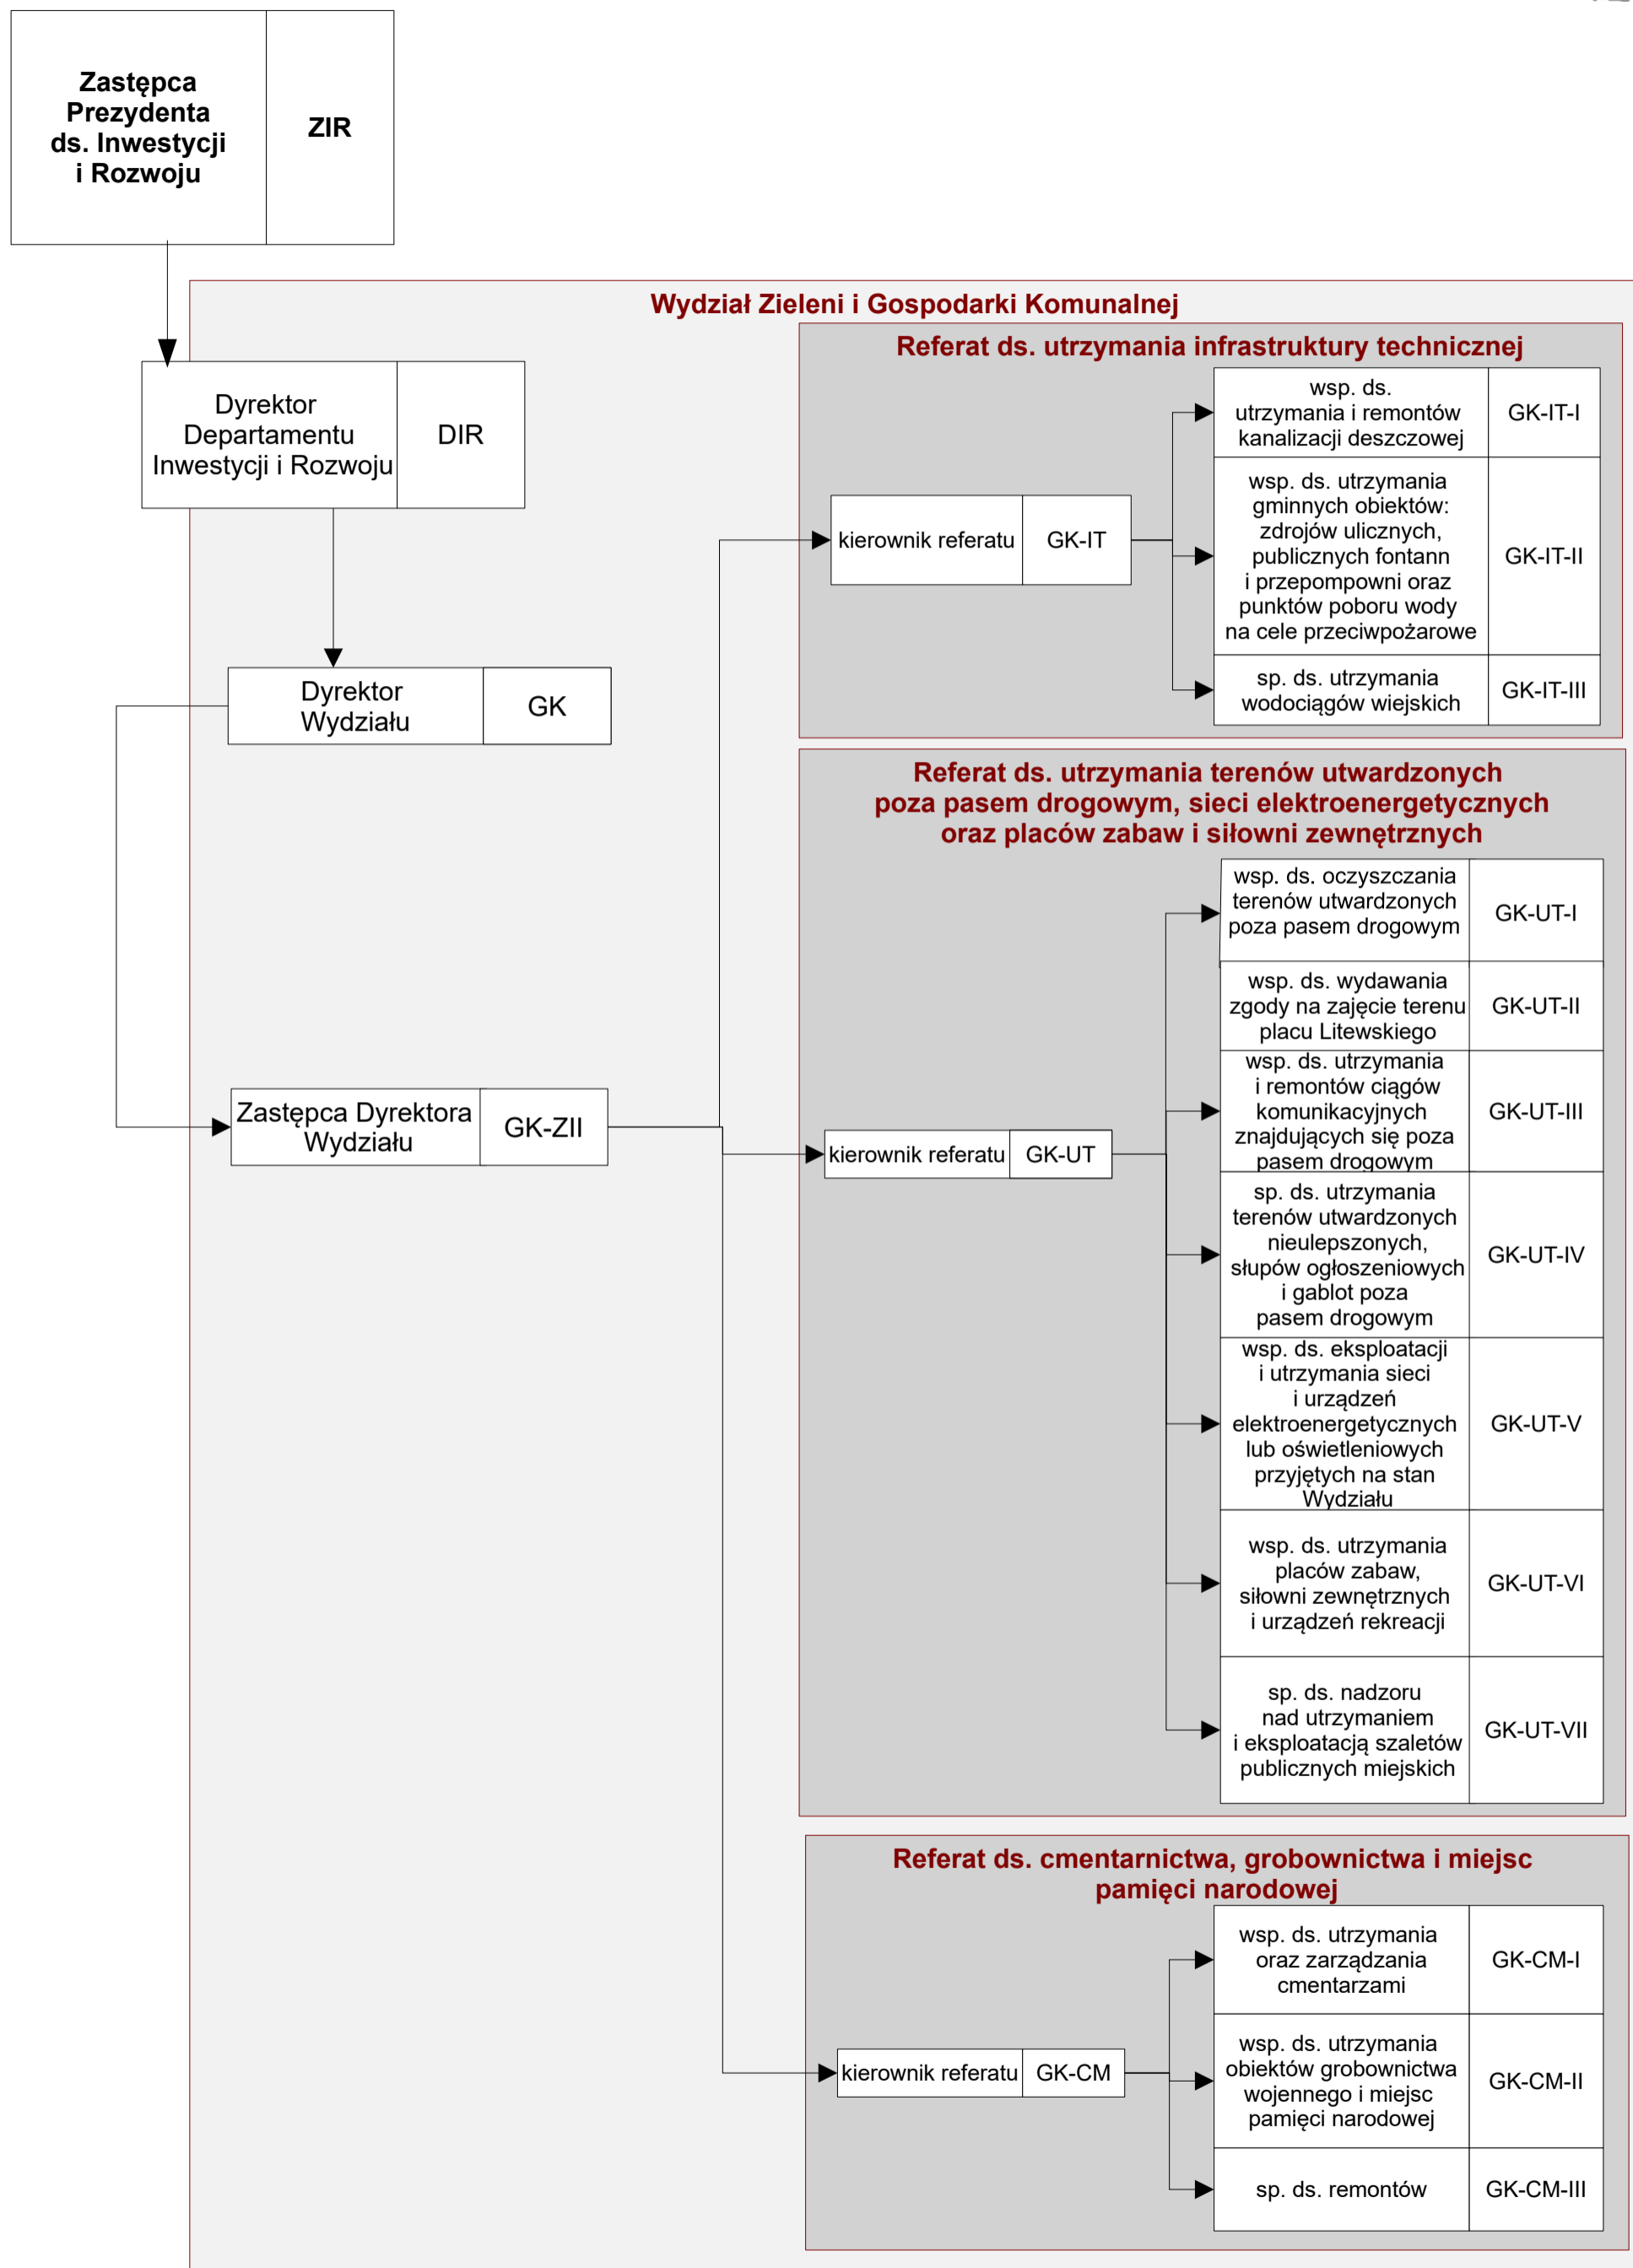 Zastępca
Prezydenta
ds. Inwestycji
i Rozwoju
ZIR
Wydział Zieleni i Gospodarki Komunalnej
Dyrektor
Departamentu
Inwestycji i Rozwoju
DIR
Dyrektor
Wydziału
GK
Zastępca Dyrektora
Wydziału
GK-ZII
Referat ds. utrzymania infrastruktury technicznej
kierownik referatu
GK-IT
wsp. ds.
utrzymania i remontów
kanalizacji deszczowej
GK-IT-I
wsp. ds. utrzymania
gminnych obiektów:
zdrojów ulicznych,
publicznych fontann
i przepompowni oraz
punktów poboru wody
na cele przeciwpożarowe
GK-IT-II
sp. ds. utrzymania
wodociągów wiejskich
GK-IT-III
Referat ds. utrzymania terenów utwardzonych
poza pasem drogowym, sieci elektroenergetycznych
oraz placów zabaw i siłowni zewnętrznych
kierownik referatu
GK-UT
wsp. ds. oczyszczania
terenów utwardzonych
poza pasem drogowym
GK-UT-I
wsp. ds. wydawania
zgody na zajęcie terenu
placu Litewskiego
GK-UT-II
wsp. ds. utrzymania
i remontów ciągów
komunikacyjnych
znajdujących się poza
pasem drogowym
GK-UT-III
sp. ds. utrzymania
terenów utwardzonych
nieulepszonych,
słupów ogłoszeniowych
i gablot poza
pasem drogowym
GK-UT-IV
wsp. ds. eksploatacji
i utrzymania sieci
i urządzeń
elektroenergetycznych
lub oświetleniowych
przyjętych na stan
Wydziału
GK-UT-V
wsp. ds. utrzymania
placów zabaw,
siłowni zewnętrznych
i urządzeń rekreacji
GK-UT-VI
sp. ds. nadzoru
nad utrzymaniem
i eksploatacją szaletów
publicznych miejskich
GK-UT-VII
Referat ds. cmentarnictwa, grobownictwa i miejsc
pamięci narodowej
kierownik referatu
GK-CM
wsp. ds. utrzymania
oraz zarządzania
cmentarzami
GK-CM-I
wsp. ds. utrzymania
obiektów grobownictwa
wojennego i miejsc
pamięci narodowej
GK-CM-II
sp. ds. remontów
GK-CM-III